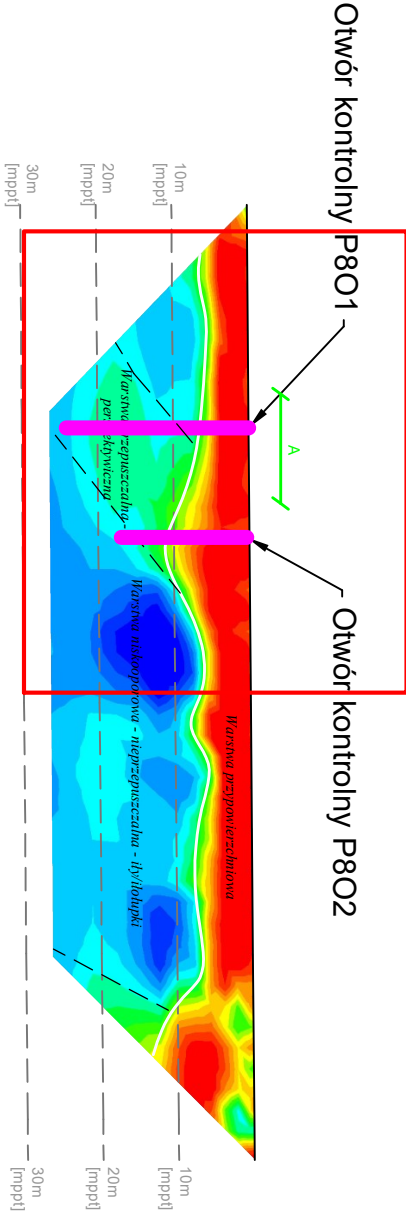 Otwór kontrolny P8O1
Otwór kontrolny P8O2
A
10m
[mppt]
20m
[mppt]
30m
[mppt]
Warstwa przypowierzchniowa
Warstwa przepuszczalna -
perspektywiczna
Warstwa niskooporowa - nieprzepuszczalna - iły/iłołupki
10m
[mppt]
20m
[mppt]
30m
[mppt]